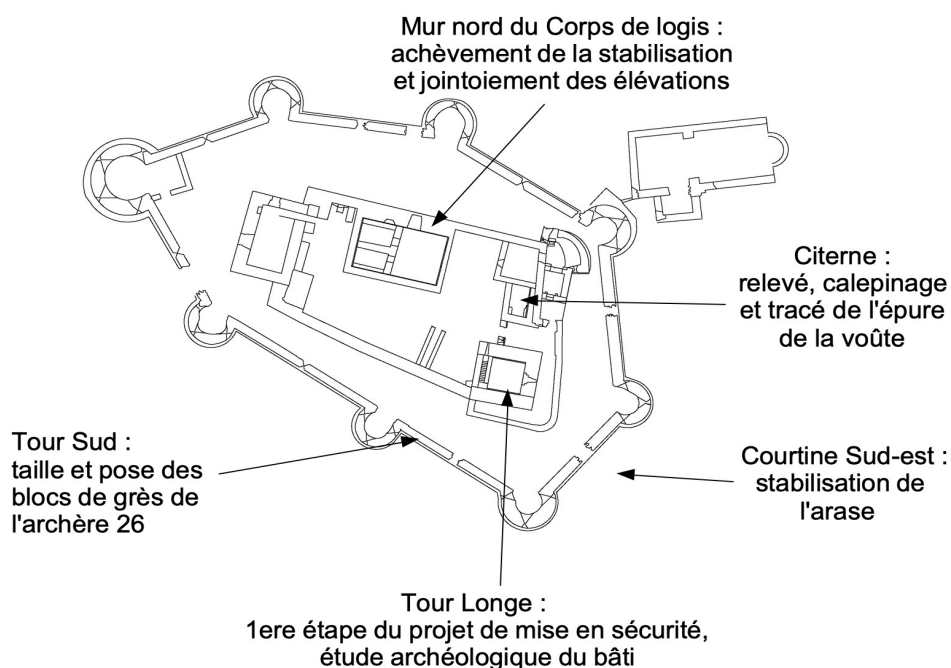 Mur nord du Corps de logis :
achèvement de la stabilisation
et jointoiement des élévations
Citerne :
relevé, calepinage
et tracé de l'épure
de la voûte
Tour Sud :
taille et pose des
blocs de grès de
l'archère 26
Courtine Sud-est :
stabilisation de
l'arase
Tour Longe :
1ere étape du projet de mise en sécurité,
étude archéologique du bâti